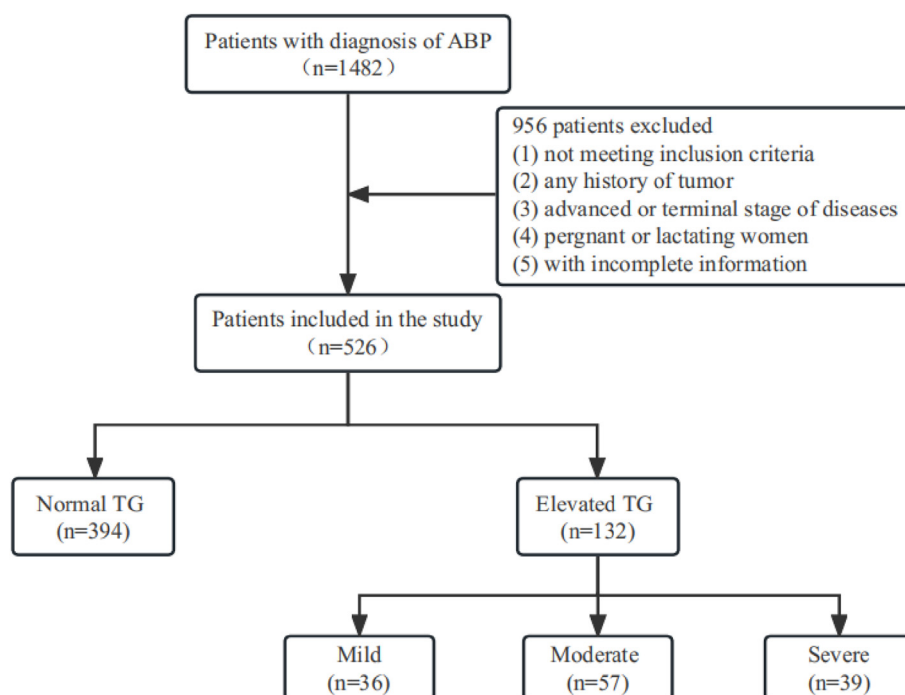 Patients with diagnosis of ABP
（n=1482）
956 patients excluded
(1) not meeting inclusion criteria
(2) any history of tumor
(3) advanced or terminal stage of diseases
(4) pergnant or lactating women
(5) with incomplete information
Patients included in the study
（n=526）
Normal TG
(n=394)
Elevated TG
(n=132)
Mild
(n=36)
Moderate
(n=57)
Severe
(n=39)